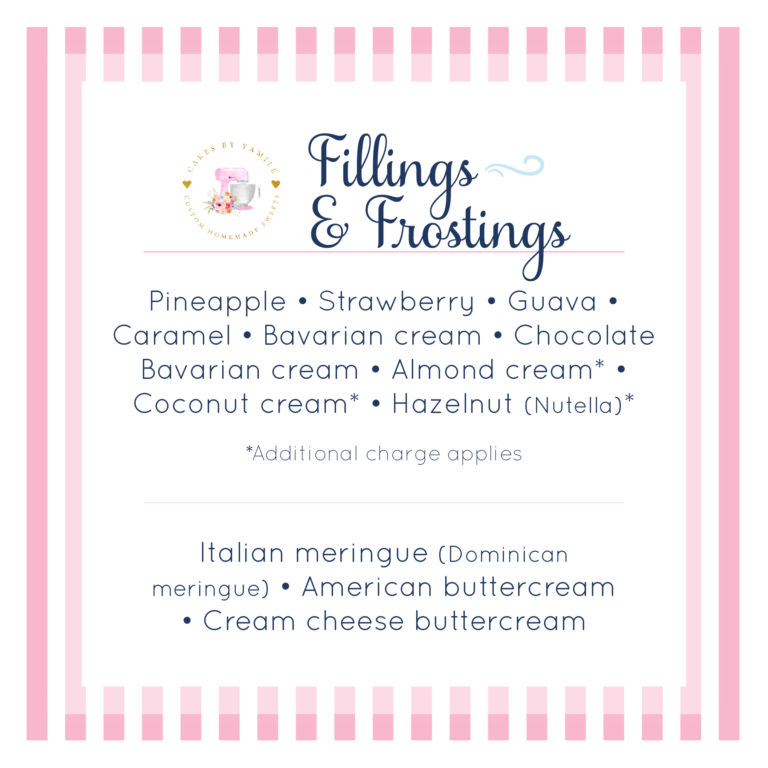 CAKES BY YAMILE
CUSTOM HOMEMADE SWEETS
Fillings
& Frostings
Pineapple • Strawberry • Guava •
Caramel • Bavarian cream • Chocolate
Bavarian cream • Almond cream* •
Coconut cream* • Hazelnut (Nutella)*
*Additional charge applies
Italian meringue (Dominican
meringue) • American buttercream
• Cream cheese buttercream